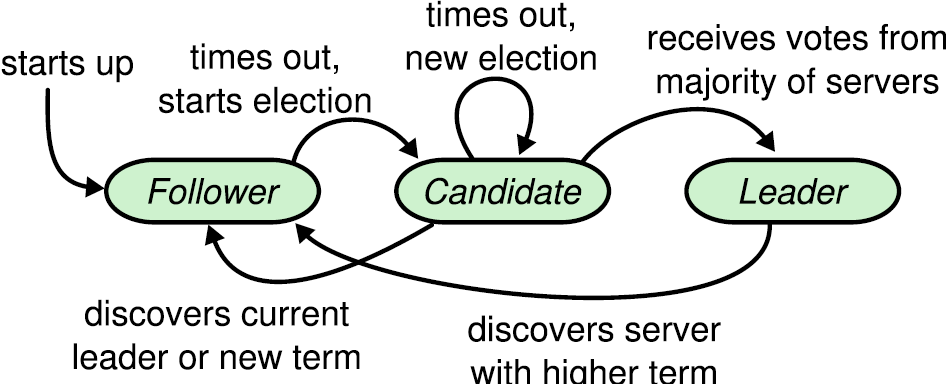 starts up
times out,
starts election
times out,
new election
receives votes from
majority of servers
Follower
Candidate
Leader
discovers current
leader or new term
discovers server
with higher term